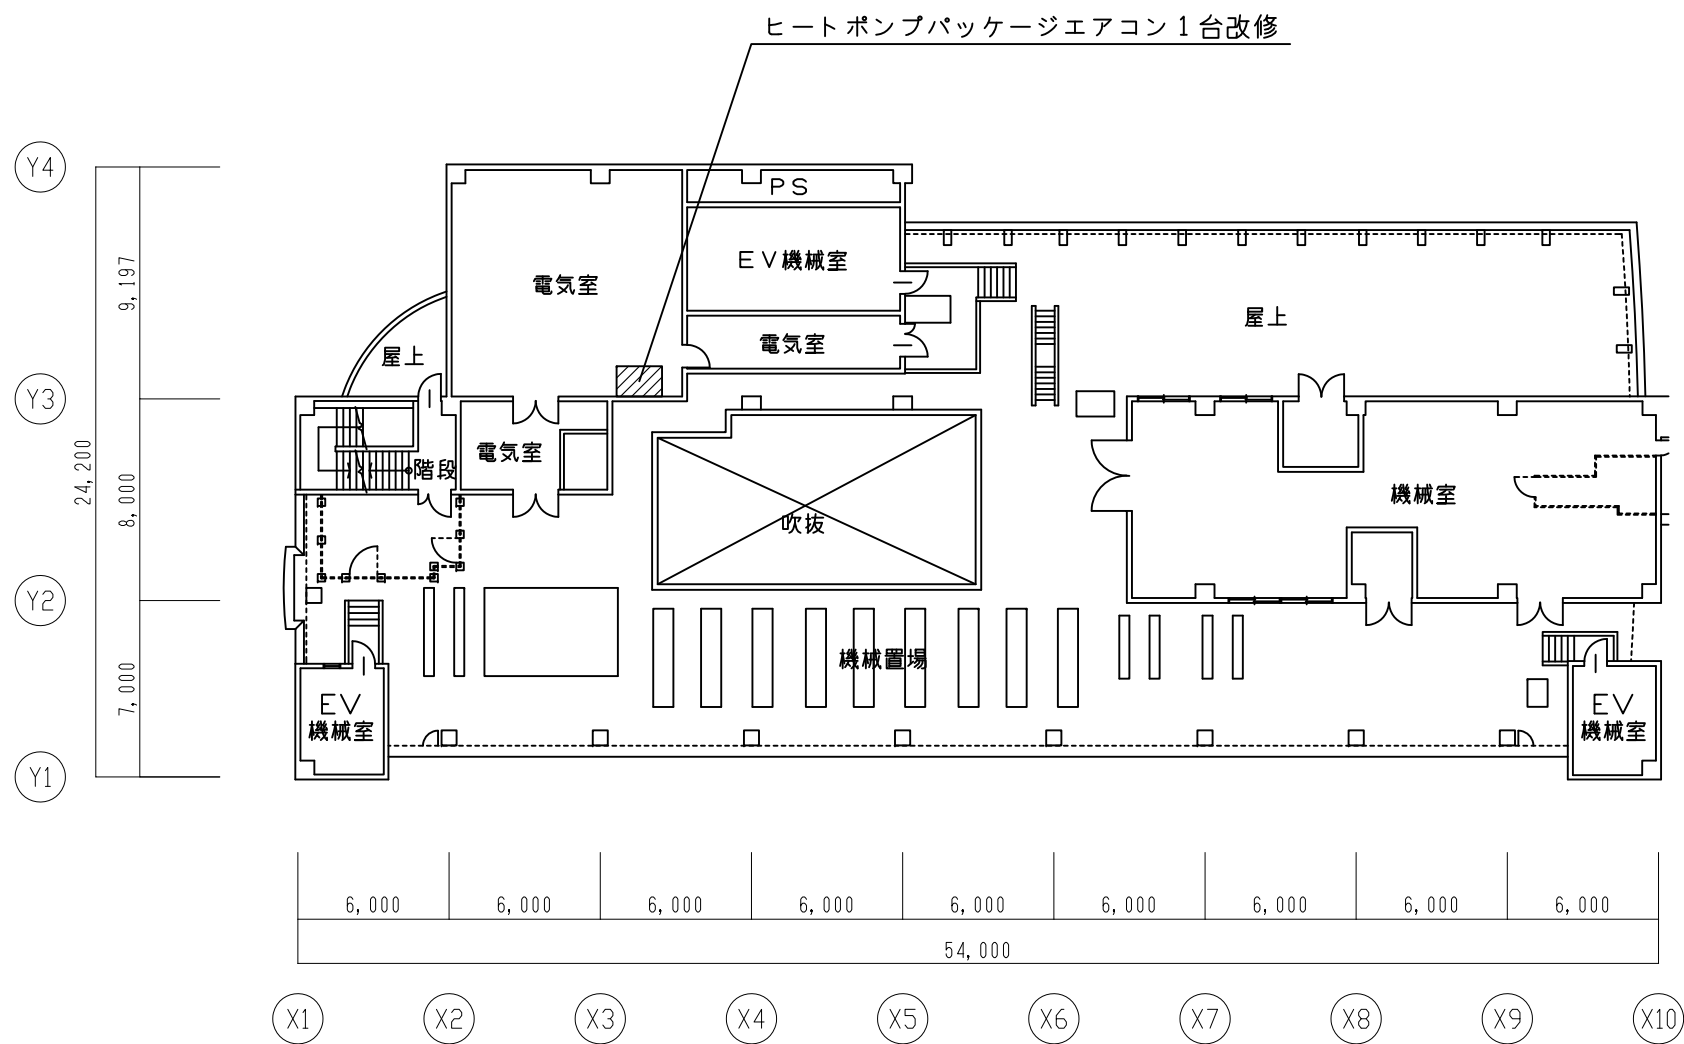 ヒートポンプパッケージエアコン1台改修
Y4
PS
9,197
EV機械室
電気室
屋上
電気室
屋上
Y3
24,200
8,000
電気室
階段
機械室
吹抜
Y2
機械置場
7,000
EV
機械室
EV
機械室
Y1
6,000 6,000 6,000 6,000 6,000 6,000 6,000 6,000 6,000
54,000
X1 X2 X3 X4 X5 X6 X7 X8 X9 X10